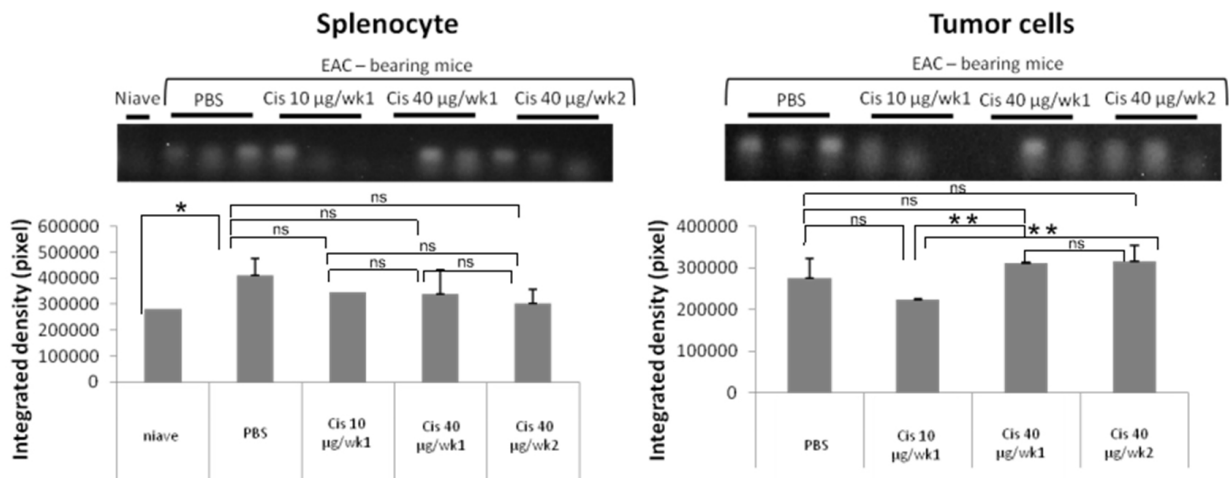 Splenocyte
EAC – bearing mice
Niave PBS Cis 10 µg/wk1 Cis 40 µg/wk1 Cis 40 µg/wk2
ns
ns
*
ns
ns
ns
ns
Integrated density (pixel)
600000
500000
400000
300000
200000
100000
0
niave
PBS
Cis 10
µg/wk1
Cis 40
µg/wk1
Cis 40
µg/wk2
Tumor cells
EAC – bearing mice
PBS Cis 10 µg/wk1 Cis 40 µg/wk1 Cis 40 µg/wk2
ns
ns
ns
**
**
ns
Integrated density (pixel)
400000
300000
200000
100000
0
PBS
Cis 10
µg/wk1
Cis 40
µg/wk1
Cis 40
µg/wk2